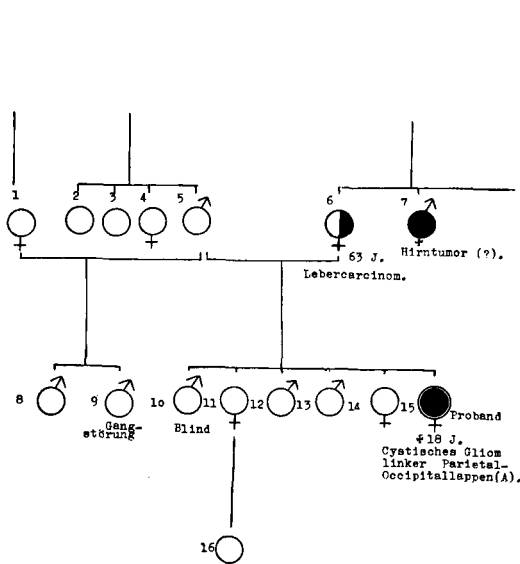 1
2 3 4 5
6 7
63 J. Hirntumor (?).
Lebercarcinom.
8 9 10 11 12 13 14 15 Proband
Gang-
störung
Blind
✝18 J.
Cystisches Gliom
linker Parietal-
Occipitallappen(A).
16